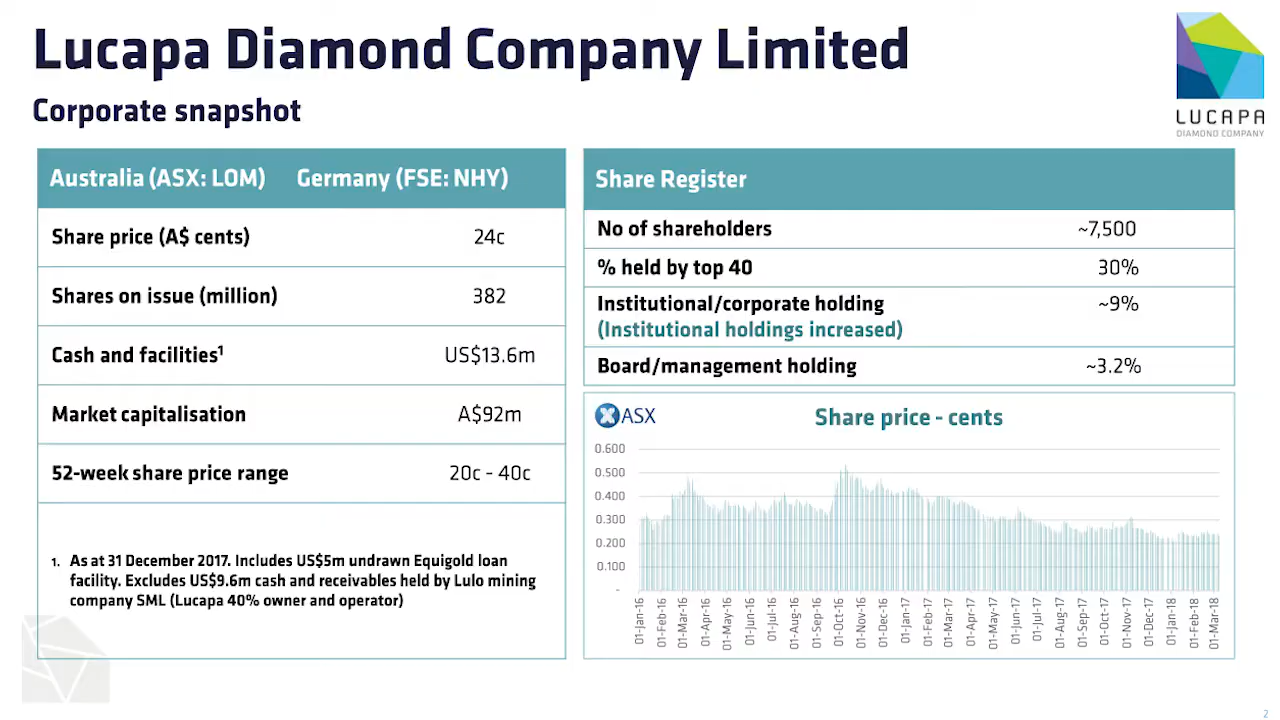 Lucapa Diamond Company Limited
Corporate snapshot
LUCAPA
DIAMOND COMPANY
Australia (ASX: LOM) Germany (FSE: NHY)
Share price (A$ cents) 24c
Shares on issue (million) 382
Cash and facilities¹ US$13.6m
Market capitalisation A$92m
52-week share price range 20c - 40c
1. As at 31 December 2017. Includes US$5m undrawn Equigold loan
facility. Excludes US$9.6m cash and receivables held by Lulo mining
company SML (Lucapa 40% owner and operator)
Share Register
No of shareholders ~7,500
% held by top 40 30%
Institutional/corporate holding ~9%
(Institutional holdings increased)
Board/management holding ~3.2%
ASX
Share price - cents
0.600
0.500
0.400
0.300
0.200
0.100
-
01-Jan-16
01-Feb-16
01-Mar-16
01-Apr-16
01-May-16
01-Jun-16
01-Jul-16
01-Aug-16
01-Sep-16
01-Oct-16
01-Nov-16
01-Dec-16
01-Jan-17
01-Feb-17
01-Mar-17
01-Apr-17
01-May-17
01-Jun-17
01-Jul-17
01-Aug-17
01-Sep-17
01-Oct-17
01-Nov-17
01-Dec-17
01-Jan-18
01-Feb-18
01-Mar-18
2